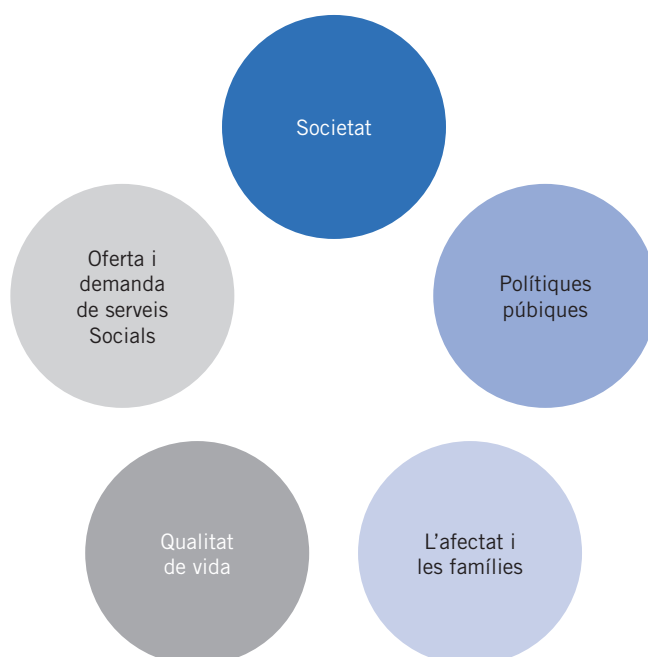 Societat
Oferta i
demanda
de serveis
Socials
Polítiques
púbiques
Qualitat
de vida
L’afectat i
les famílies